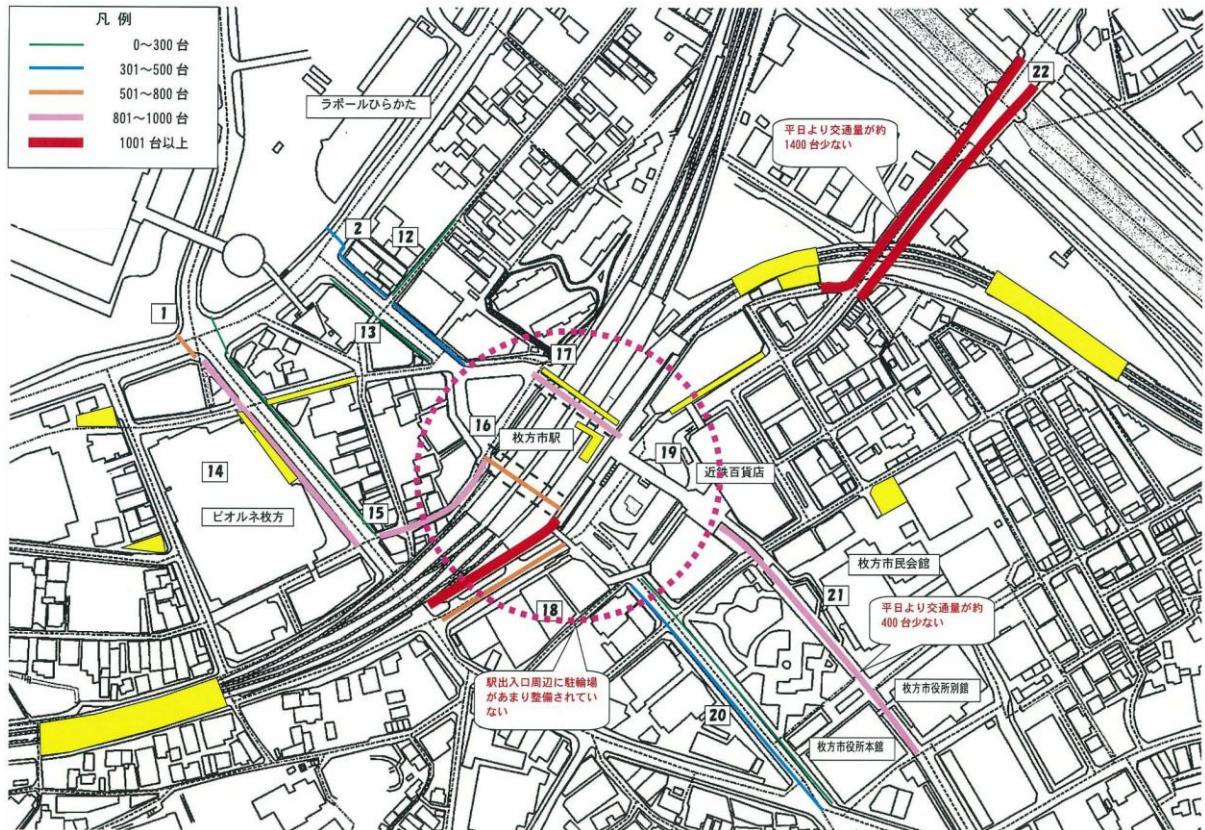 凡 例
0～300 台
301～500 台
501～800 台
801～1000 台
1001 台以上
ラポールひらかた
22
平日より交通量が約
1400 台少ない
2
12
1
13
17
16
枚方市駅
19
近鉄百貨店
14
ビオルネ枚方
15
枚方市民会館
21
平日より交通量が約
400 台少ない
18
駅出入口周辺に駐輪場
があまり整備されてい
ない
20
枚方市役所別館
枚方市役所本館